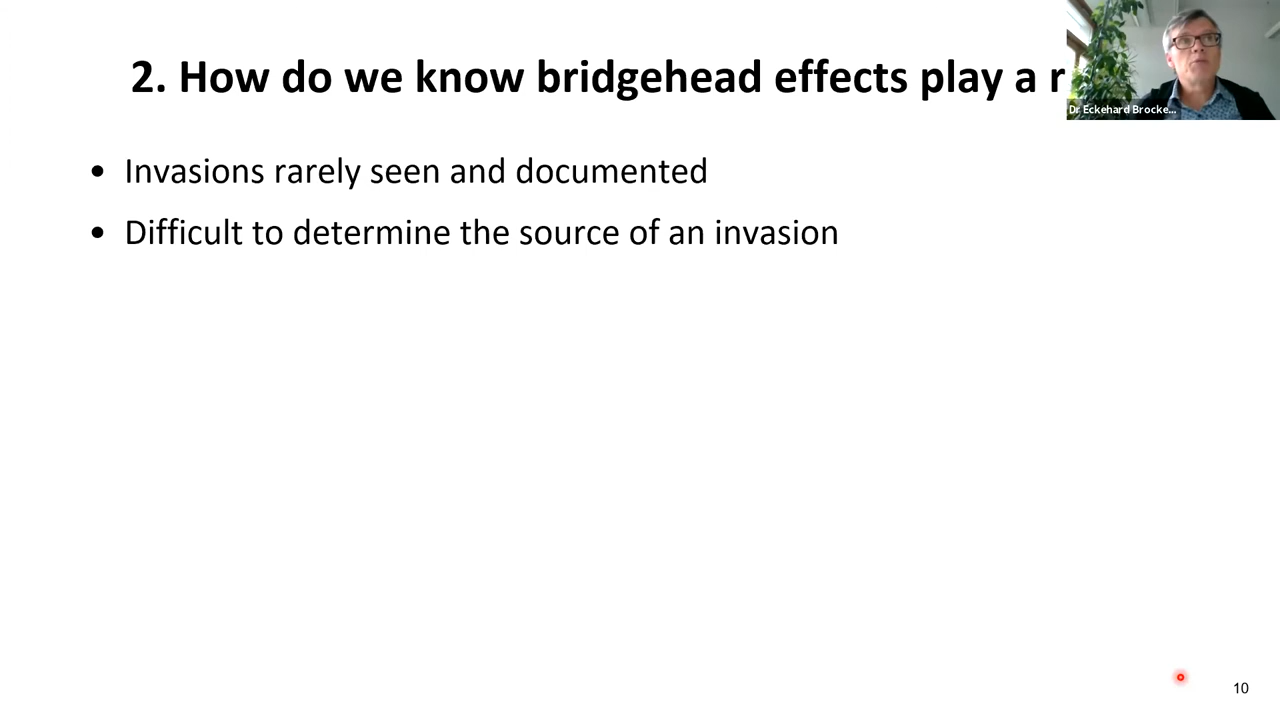 2. How do we know bridgehead effects play a r
Dr Eckehard Brocke...
• Invasions rarely seen and documented
• Difficult to determine the source of an invasion
10